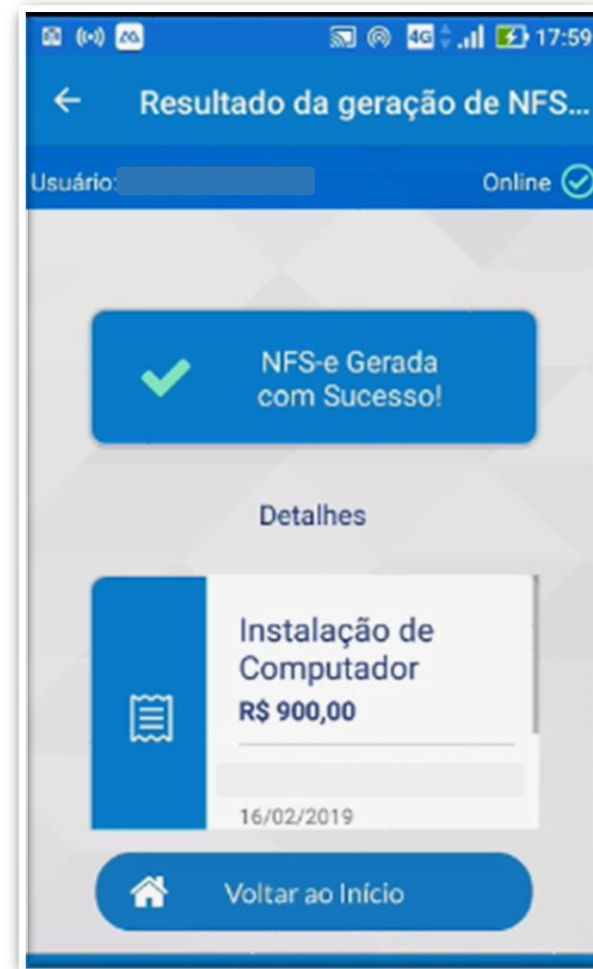 4G 17:59
Resultado da geração de NFS...
Usuário: Online
NFS-e Gerada
com Sucesso!
Detalhes
Instalação de
Computador
R$ 900,00
16/02/2019
Voltar ao Início